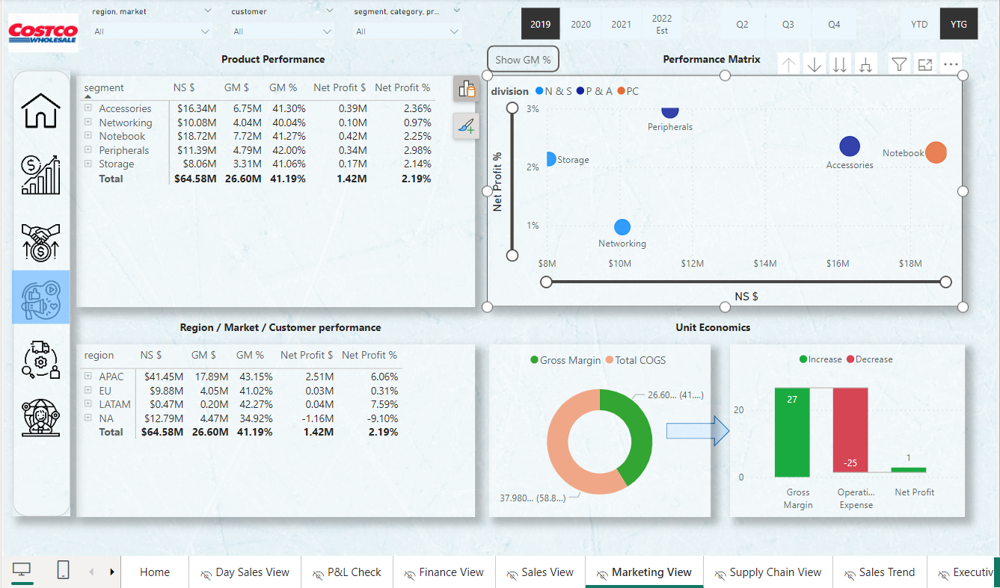 COSTCO
WHOLESALE
region, market
All
customer
All
segment, category, pr...
All
2019
2020
2021
2022
Est
Q2
Q3
Q4
YTD
YTG
Product Performance
segment NS $ GM $ GM % Net Profit $ Net Profit %
Accessories $16.34M 6.75M 41.30% 0.39M 2.36%
Networking $10.08M 4.04M 40.04% 0.10M 0.97%
Notebook $18.72M 7.72M 41.27% 0.42M 2.25%
Peripherals $11.39M 4.79M 42.00% 0.34M 2.98%
Storage $8.06M 3.31M 41.06% 0.17M 2.14%
Total $64.58M 26.60M 41.19% 1.42M 2.19%
Show GM %
Performance Matrix
division N & S P & A PC
Net Profit %
3%
2%
1%
Peripherals
Storage
Accessories
Notebook
Networking
$8M $10M $12M $14M $16M $18M
NS $
Region / Market / Customer performance
region NS $ GM $ GM % Net Profit $ Net Profit %
APAC $41.45M 17.89M 43.15% 2.51M 6.06%
EU $9.88M 4.05M 41.02% 0.03M 0.31%
LATAM $0.47M 0.20M 42.27% 0.04M 7.59%
NA $12.79M 4.47M 34.92% -1.16M -9.10%
Total $64.58M 26.60M 41.19% 1.42M 2.19%
Unit Economics
Gross Margin Total COGS
26.60... (41....)
37.980... (58.8...)
Increase Decrease
20
0
27
-25
1
Gross
Margin
Operati...
Expense
Net Profit
Home
Day Sales View
P&L Check
Finance View
Sales View
Marketing View
Supply Chain View
Sales Trend
Executiv